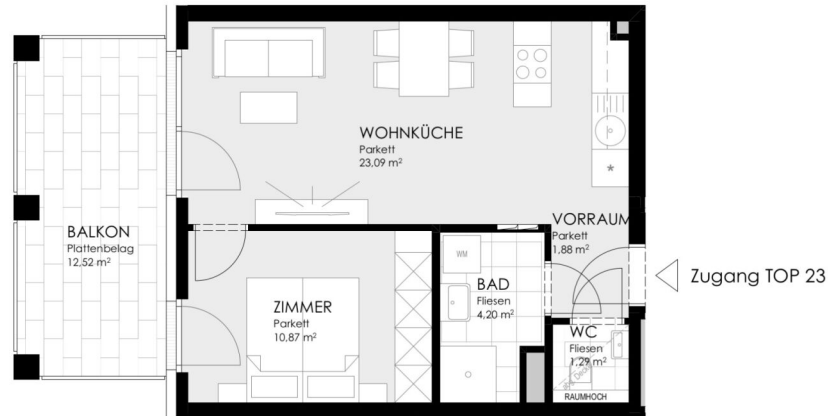 WOHNKÜCHE
Parkett
23,09 m²
BALKON
Plattenbelag
12,52 m²
VORRAUM
Parkett
1,88 m²
Zugang TOP 23
WM
BAD
Fliesen
4,20 m²
ZIMMER
Parkett
10,87 m²
WC
Fliesen
1,29 m²
RAUMHOCH
*